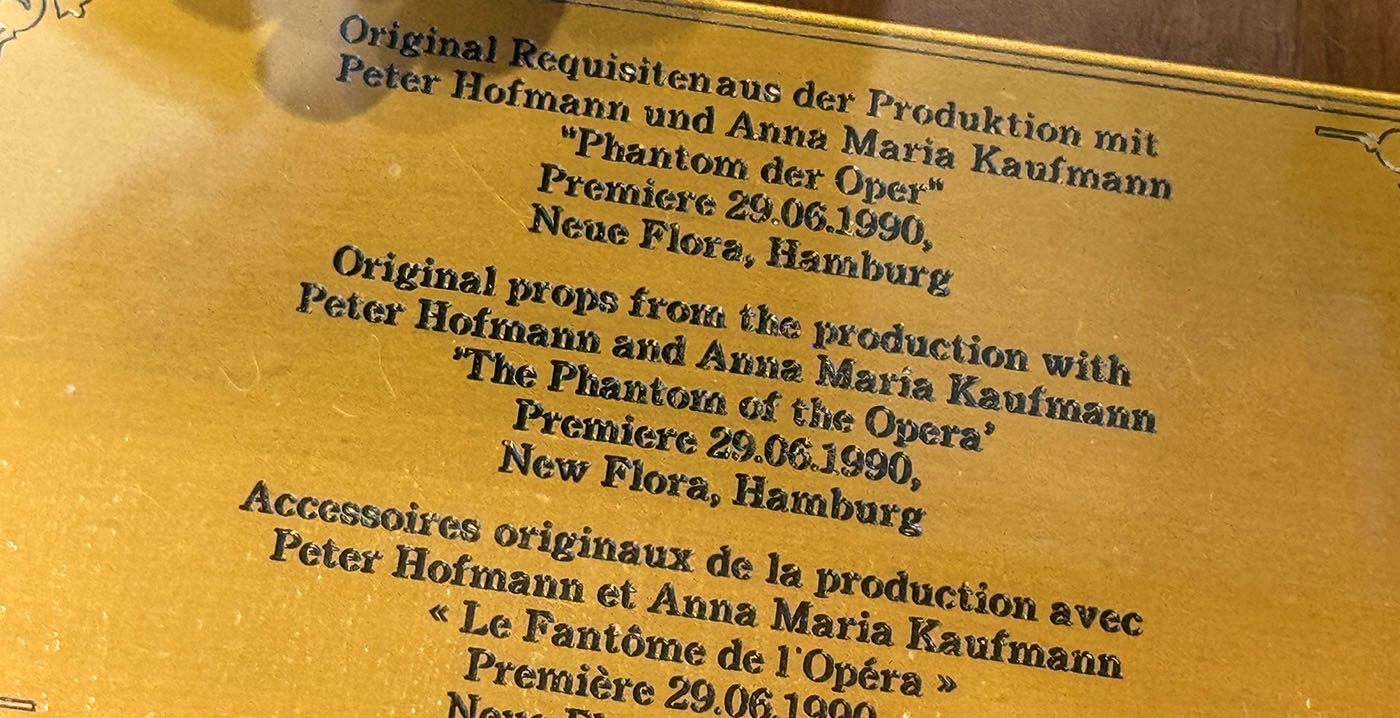 Original Requisitenaus der Produktion mit
Peter Hofmann und Anna Maria Kaufmann
"Phantom der Oper"
Premiere 29.06.1990,
Neue Flora, Hamburg
Original props from the production with
Peter Hofmann and Anna Maria Kaufmann
'The Phantom of the Opera'
Premiere 29.06.1990,
New Flora, Hamburg
Accessoires originaux de la production avec
Peter Hofmann et Anna Maria Kaufmann
« Le Fantôme de l'Opéra »
Première 29.06.1990